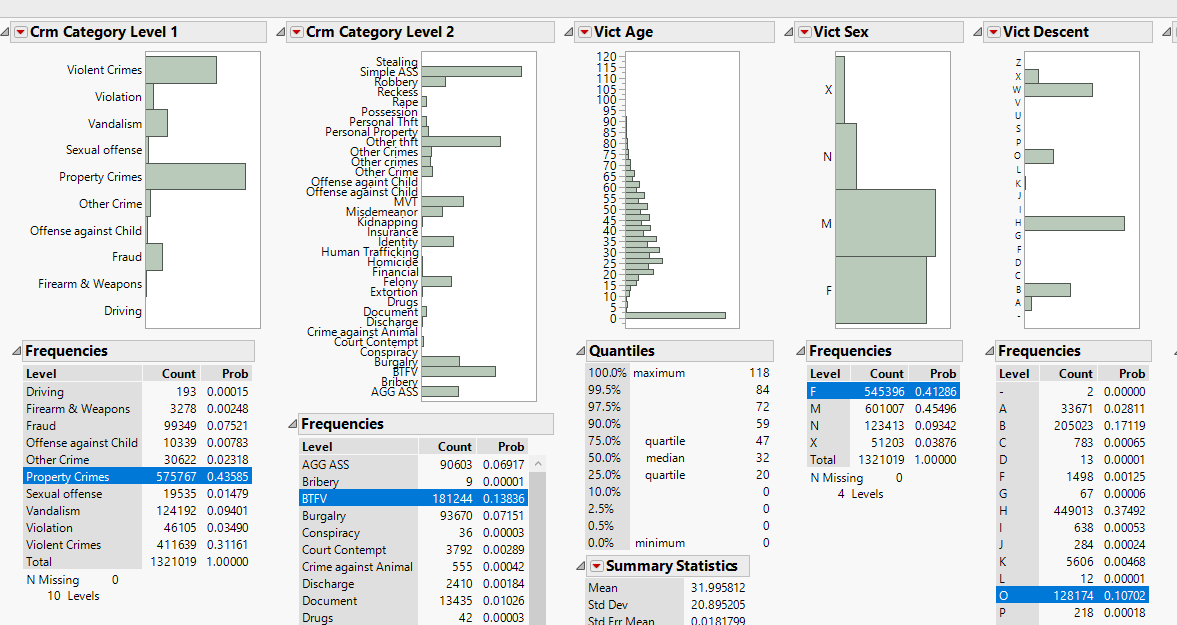 Crm Category Level 1
Violent Crimes
Violation
Vandalism
Sexual offense
Property Crimes
Other Crime
Offense against Child
Fraud
Firearm & Weapons
Driving
Frequencies
Level Count Prob
Driving 193 0.00015
Firearm & Weapons 3278 0.00248
Fraud 99349 0.07521
Offense against Child 10339 0.00783
Other Crime 30622 0.02318
Property Crimes 575767 0.43585
Sexual offense 19535 0.01479
Vandalism 124192 0.09401
Violation 46105 0.03490
Violent Crimes 411639 0.31161
Total 1321019 1.00000
N Missing 0
10 Levels
Crm Category Level 2
Stealing
Simple ASS
Robbery
Reckess
Rape
Possession
Personal Thft
Personal Property
Other thft
Other Crimes
Other crimes
Other Crime
Offense againt Child
Offense against Child
MVT
Misdemeanor
Kidnapping
Insurance
Identity
Human Trafficking
Homicide
Financial
Felony
Extortion
Drugs
Document
Discharge
Crime against Animal
Court Contempt
Conspiracy
Burgalry
BTFV
Bribery
AGG ASS
Frequencies
Level Count Prob
AGG ASS 90603 0.06917
Bribery 9 0.00001
BTFV 181244 0.13836
Burgalry 93670 0.07151
Conspiracy 36 0.00003
Court Contempt 3792 0.00289
Crime against Animal 555 0.00042
Discharge 2410 0.00184
Document 13435 0.01026
Drugs 42 0.00003
Vict Age
120
115
110
105
100
95
90
85
80
75
70
65
60
55
50
45
40
35
30
25
20
15
10
5
0
Quantiles
100.0% maximum 118
99.5% 84
97.5% 72
90.0% 59
75.0% quartile 47
50.0% median 32
25.0% quartile 20
10.0% 0
2.5% 0
0.5% 0
0.0% minimum 0
Summary Statistics
Mean 31.995812
Std Dev 20.895205
Std Err Mean 0.0181799
Vict Sex
X
N
M
F
Frequencies
Level Count Prob
F 545396 0.41286
M 601007 0.45496
N 123413 0.09342
X 51203 0.03876
Total 1321019 1.00000
N Missing 0
4 Levels
Vict Descent
Z
X
W
V
U
S
P
O
L
K
J
I
H
G
F
D
C
B
A
-
Frequencies
Level Count Prob
- 2 0.00000
A 33671 0.02811
B 205023 0.17119
C 783 0.00065
D 13 0.00001
F 1498 0.00125
G 67 0.00006
H 449013 0.37492
I 638 0.00053
J 284 0.00024
K 5606 0.00468
L 12 0.00001
O 128174 0.10702
P 218 0.00018